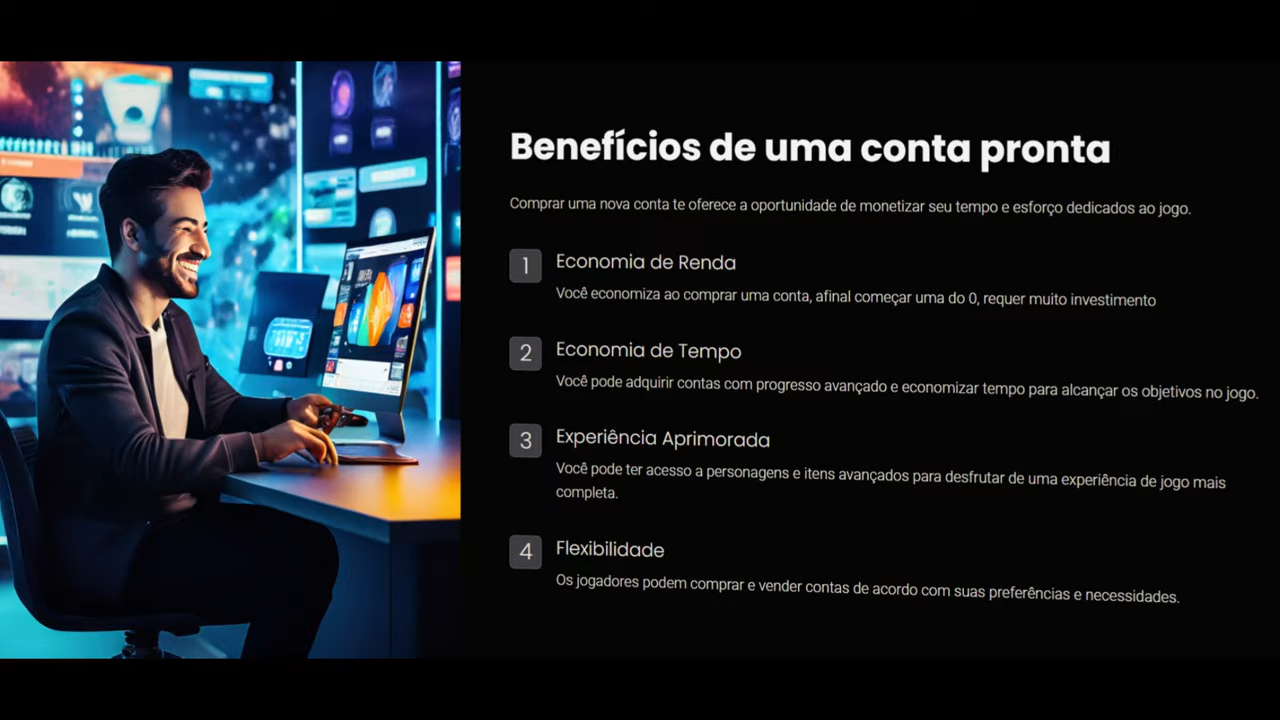 Benefícios de uma conta pronta
Comprar uma nova conta te oferece a oportunidade de monetizar seu tempo e esforço dedicados ao jogo.
1 Economia de Renda
Você economiza ao comprar uma conta, afinal começar uma do 0, requer muito investimento
2 Economia de Tempo
Você pode adquirir contas com progresso avançado e economizar tempo para alcançar os objetivos no jogo.
3 Experiência Aprimorada
Você pode ter acesso a personagens e itens avançados para desfrutar de uma experiência de jogo mais
completa.
4 Flexibilidade
Os jogadores podem comprar e vender contas de acordo com suas preferências e necessidades.